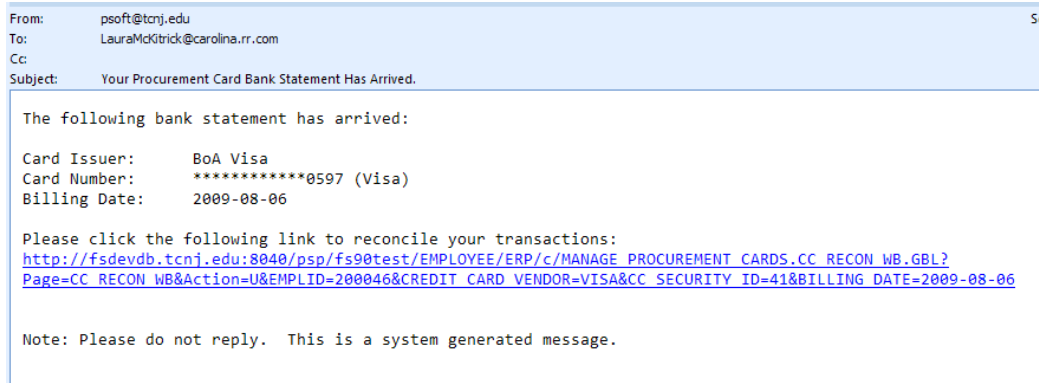 From: psoft@tcnj.edu
To: LauraMcKitrick@carolina.rr.com
Cc:
Subject: Your Procurement Card Bank Statement Has Arrived.
The following bank statement has arrived:
Card Issuer: BoA Visa
Card Number: ************0597 (Visa)
Billing Date: 2009-08-06
Please click the following link to reconcile your transactions:
http://fsdevdb.tcnj.edu:8040/psp/fs90test/EMPLOYEE/ERP/c/MANAGE_PROCUREMENT_CARDS.CC_RECON_WB.GBL?
Page=CC_RECON_WB&Action=U&EMPLID=200046&CREDIT_CARD_VENDOR=VISA&CC_SECURITY_ID=41&BILLING_DATE=2009-08-06
Note: Please do not reply. This is a system generated message.